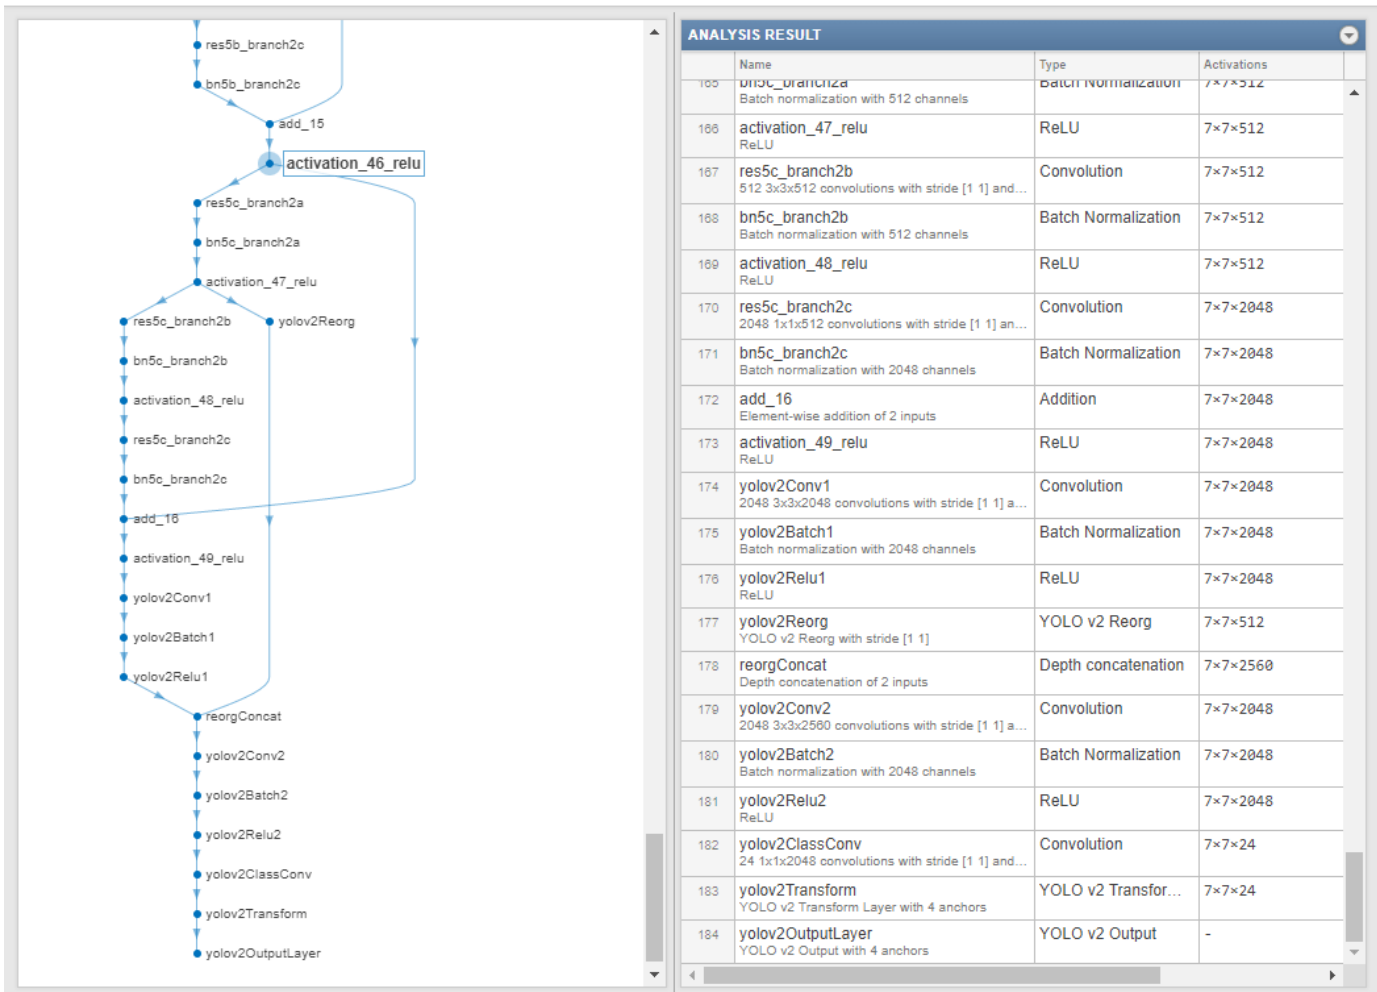 res5b_branch2c
bn5b_branch2c
add_15
activation_46_relu
res5c_branch2a
bn5c_branch2a
activation_47_relu
res5c_branch2b
yolov2Reorg
bn5c_branch2b
activation_48_relu
res5c_branch2c
bn5c_branch2c
add_16
activation_49_relu
yolov2Conv1
yolov2Batch1
yolov2Relu1
reorgConcat
yolov2Conv2
yolov2Batch2
yolov2Relu2
yolov2ClassConv
yolov2Transform
yolov2OutputLayer
ANALYSIS RESULT
Name Type Activations
165 bn5c_branch2a Batch Normalization 7×7×512
Batch normalization with 512 channels
166 activation_47_relu ReLU 7×7×512
ReLU
167 res5c_branch2b Convolution 7×7×512
512 3x3x512 convolutions with stride [1 1] and...
168 bn5c_branch2b Batch Normalization 7×7×512
Batch normalization with 512 channels
169 activation_48_relu ReLU 7×7×512
ReLU
170 res5c_branch2c Convolution 7×7×2048
2048 1x1x512 convolutions with stride [1 1] an...
171 bn5c_branch2c Batch Normalization 7×7×2048
Batch normalization with 2048 channels
172 add_16 Addition 7×7×2048
Element-wise addition of 2 inputs
173 activation_49_relu ReLU 7×7×2048
ReLU
174 yolov2Conv1 Convolution 7×7×2048
2048 3x3x2048 convolutions with stride [1 1] a...
175 yolov2Batch1 Batch Normalization 7×7×2048
Batch normalization with 2048 channels
176 yolov2Relu1 ReLU 7×7×2048
ReLU
177 yolov2Reorg YOLO v2 Reorg 7×7×512
YOLO v2 Reorg with stride [1 1]
178 reorgConcat Depth concatenation 7×7×2560
Depth concatenation of 2 inputs
179 yolov2Conv2 Convolution 7×7×2048
2048 3x3x2560 convolutions with stride [1 1] a...
180 yolov2Batch2 Batch Normalization 7×7×2048
Batch normalization with 2048 channels
181 yolov2Relu2 ReLU 7×7×2048
ReLU
182 yolov2ClassConv Convolution 7×7×24
24 1x1x2048 convolutions with stride [1 1] and...
183 yolov2Transform YOLO v2 Transfor... 7×7×24
YOLO v2 Transform Layer with 4 anchors
184 yolov2OutputLayer YOLO v2 Output -
YOLO v2 Output with 4 anchors